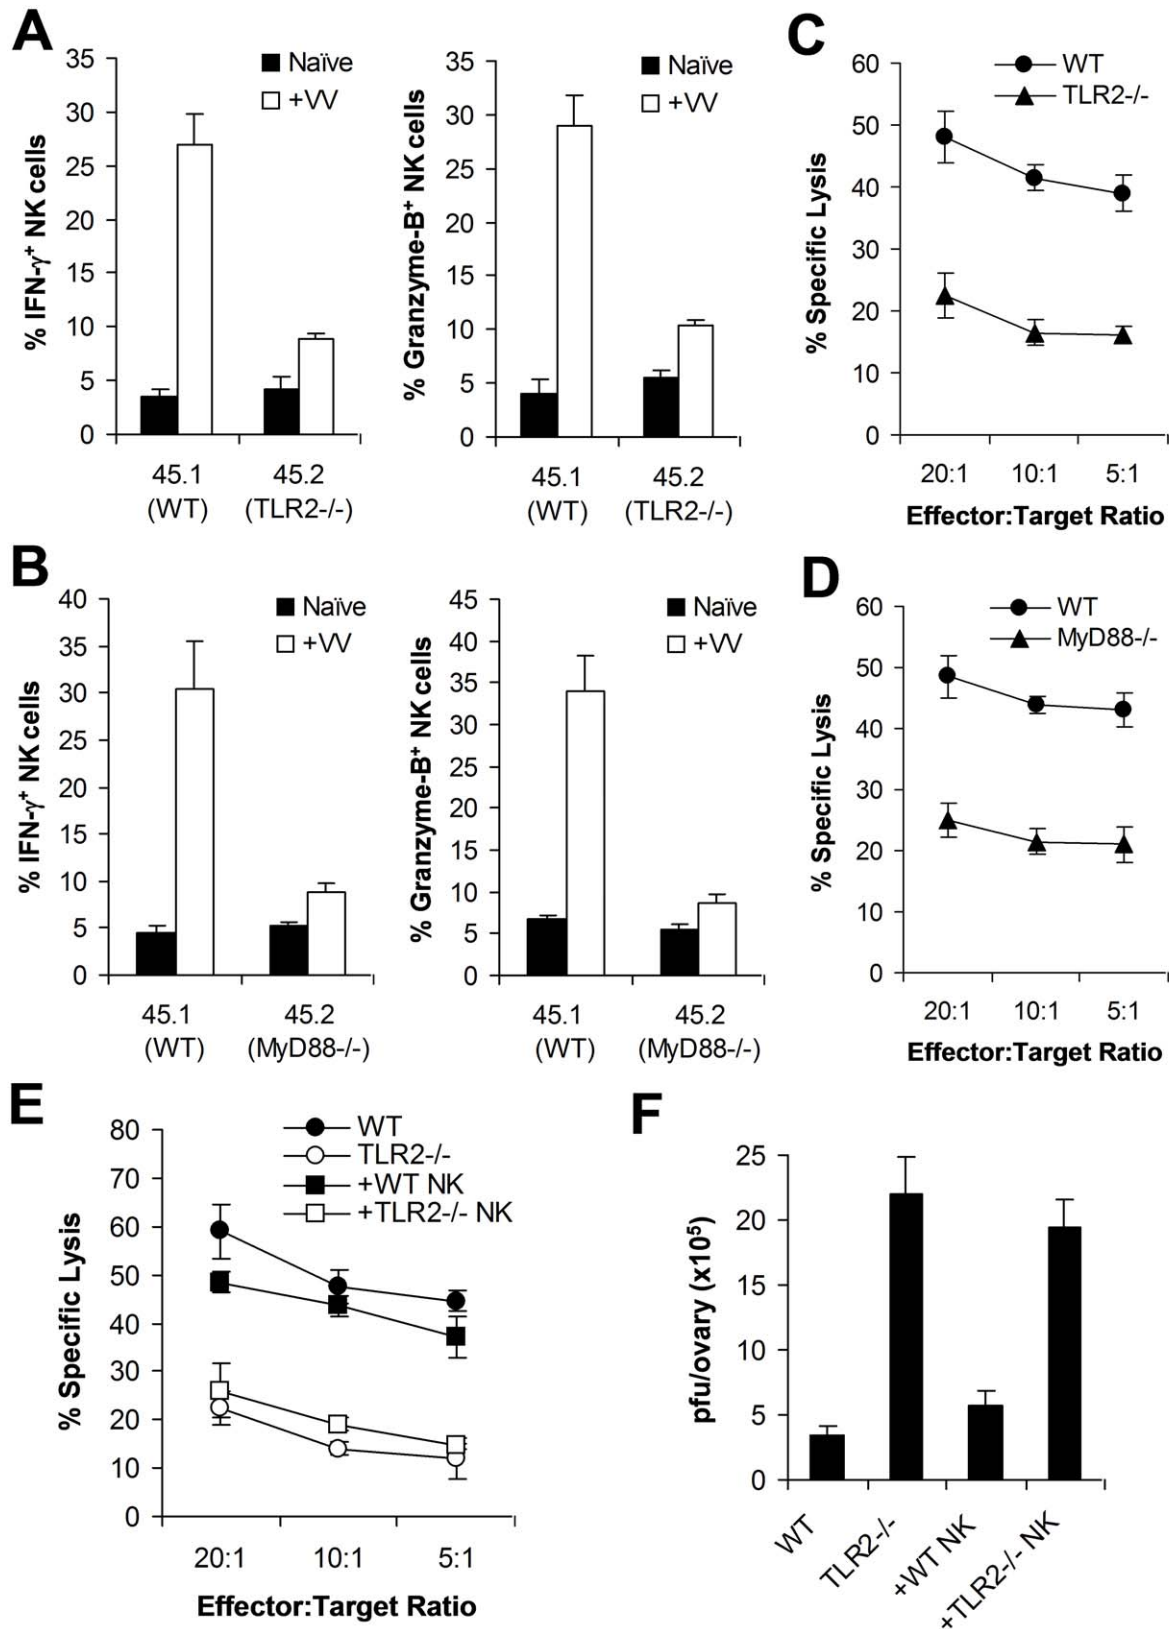 A
35
30
25
20
15
10
5
0
% IFN-γ⁺ NK cells
Naïve
+VV
45.1
(WT)
45.2
(TLR2-/-)
35
30
25
20
15
10
5
0
% Granzyme-B⁺ NK cells
Naïve
+VV
45.1
(WT)
45.2
(TLR2-/-)
C
60
50
40
30
20
10
0
% Specific Lysis
WT
TLR2-/-
20:1
10:1
5:1
Effector:Target Ratio
B
40
35
30
25
20
15
10
5
0
% IFN-γ⁺ NK cells
Naïve
+VV
45.1
(WT)
45.2
(MyD88-/-)
45
40
35
30
25
20
15
10
5
0
% Granzyme-B⁺ NK cells
Naïve
+VV
45.1
(WT)
45.2
(MyD88-/-)
D
60
50
40
30
20
10
0
% Specific Lysis
WT
MyD88-/-
20:1
10:1
5:1
Effector:Target Ratio
E
80
70
60
50
40
30
20
10
0
% Specific Lysis
WT
TLR2-/-
+WT NK
+TLR2-/- NK
20:1
10:1
5:1
Effector:Target Ratio
F
25
20
15
10
5
0
pfu/ovary (x10⁵)
WT
TLR2-/-
+WT NK
+TLR2-/- NK